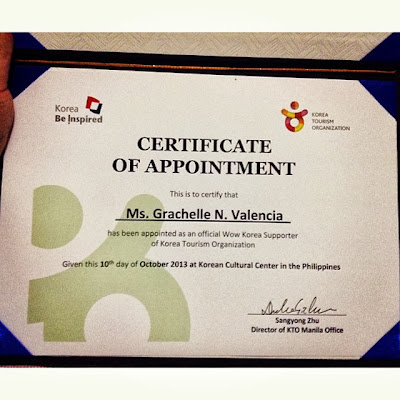 Korea
Be Inspired
KOREA
TOURISM
ORGANIZATION
CERTIFICATE
OF APPOINTMENT
This is to certify that
Ms. Grachelle N. Valencia
has been appointed as an official Wow Korea Supporter
of Korea Tourism Organization
Given this 10th day of October 2013 at Korean Cultural Center in the Philippines
Sangyong Zhu
Director of KTO Manila Office